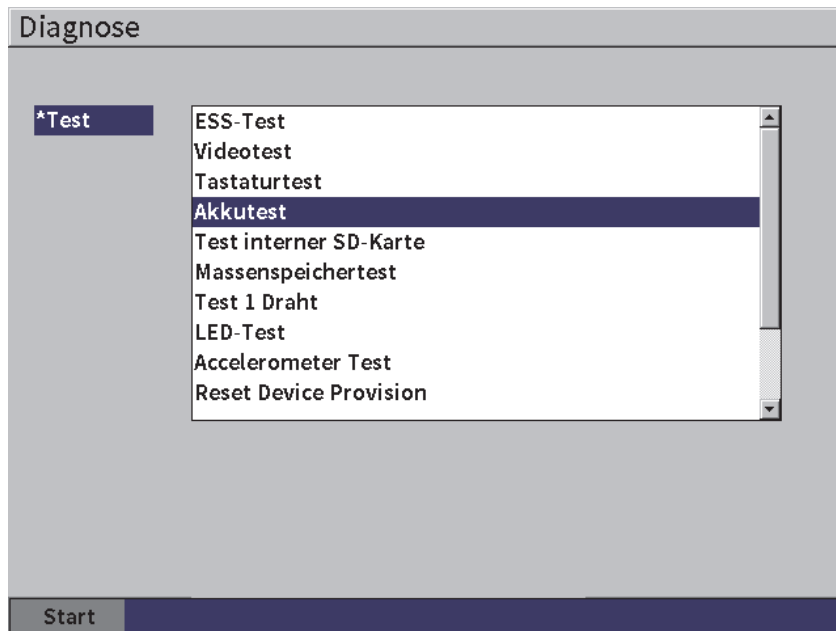 Diagnose
*Test
ESS-Test
Videotest
Tastaturtest
Akkutest
Test interner SD-Karte
Massenspeichertest
Test 1 Draht
LED-Test
Accelerometer Test
Reset Device Provision
Start